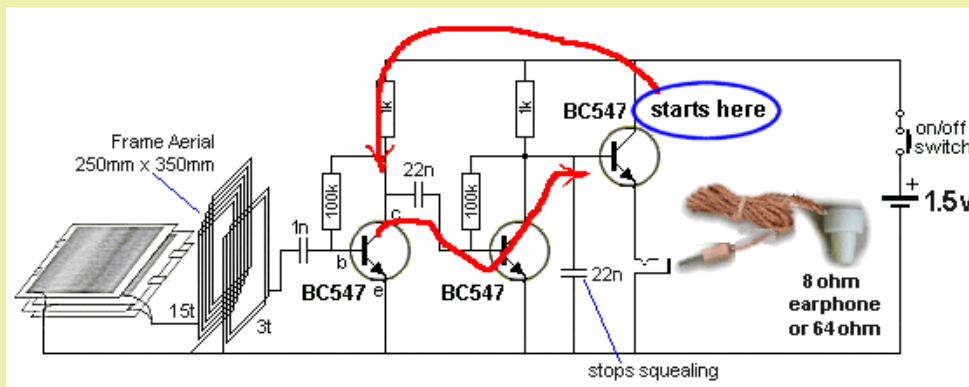 1k
1k
BC547
starts here
Frame Aerial
250mm x 350mm
on/off
switch
22n
100k
100k
+
1.5v
c
1n
b
e
BC547
BC547
22n
15t
3t
8 ohm
earphone
or 64 ohm
stops squealing